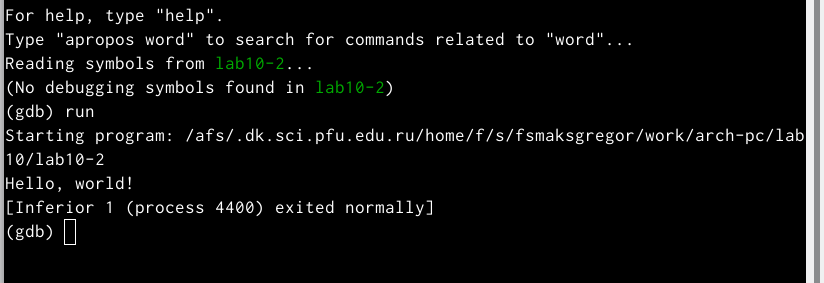 For help, type "help".
Type "apropos word" to search for commands related to "word"...
Reading symbols from lab10-2...
(No debugging symbols found in lab10-2)
(gdb) run
Starting program: /afs/.dk.sci.pfu.edu.ru/home/f/s/fsmaksgregor/work/arch-pc/lab
10/lab10-2
Hello, world!
[Inferior 1 (process 4400) exited normally]
(gdb)